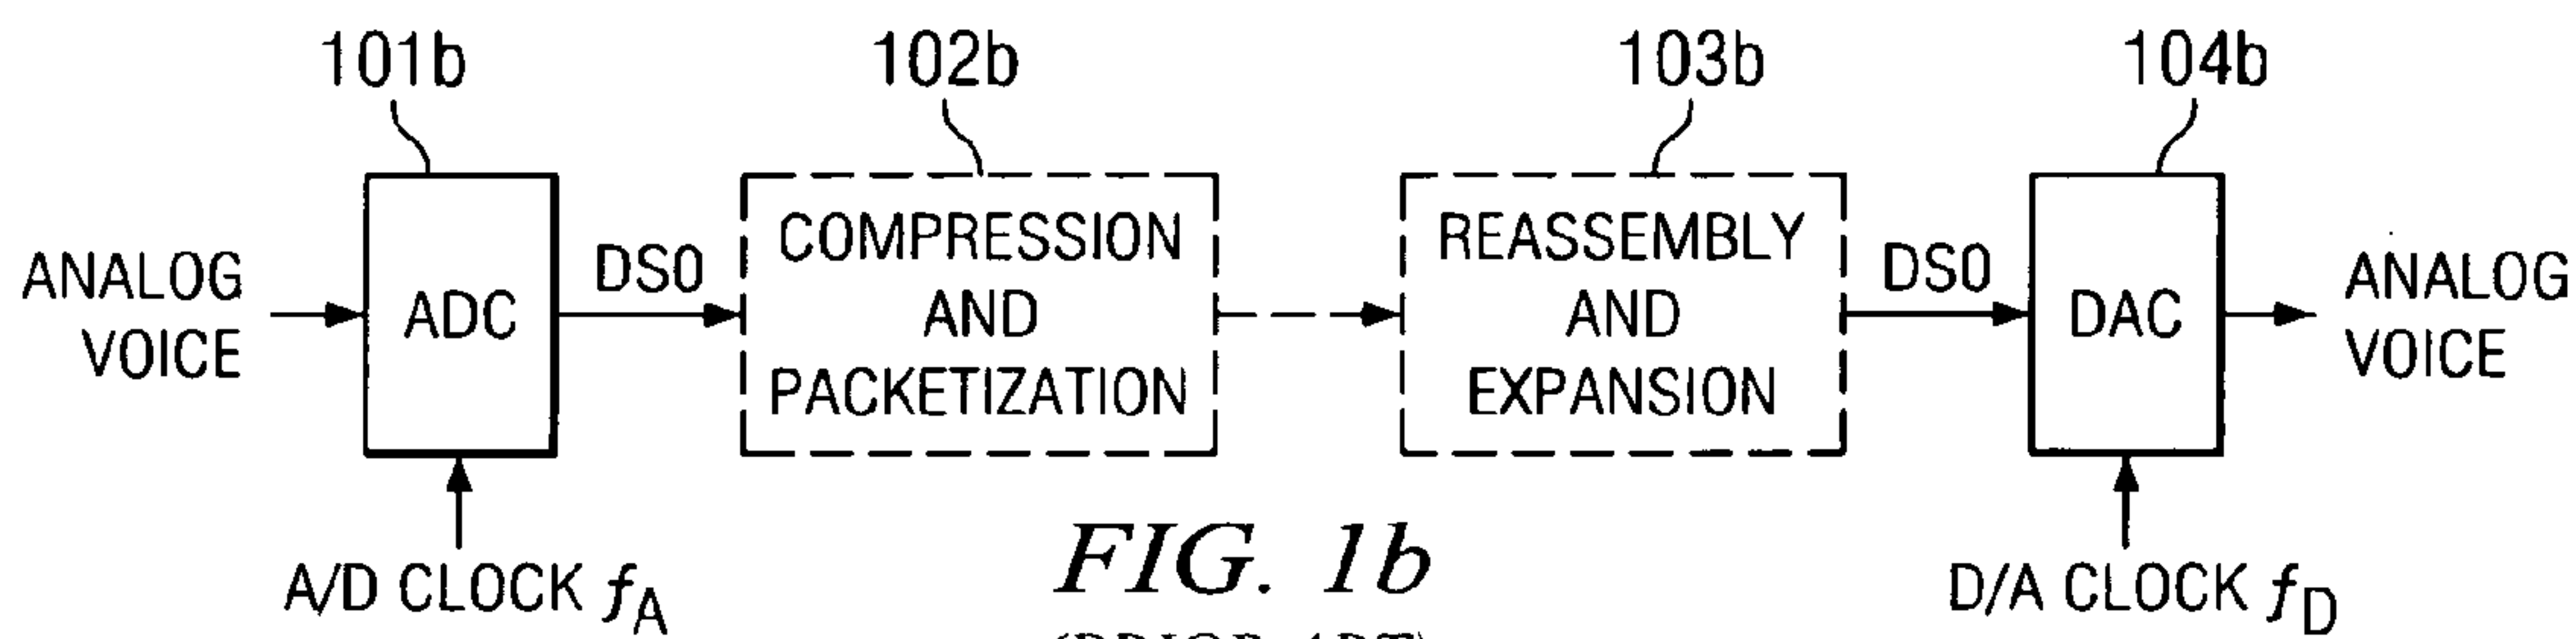 101b
102b
103b
104b
ANALOG
VOICE
ADC
DS0
COMPRESSION
AND
PACKETIZATION
REASSEMBLY
AND
EXPANSION
DS0
DAC
ANALOG
VOICE
A/D CLOCK fA
FIG. 1b
D/A CLOCK fD